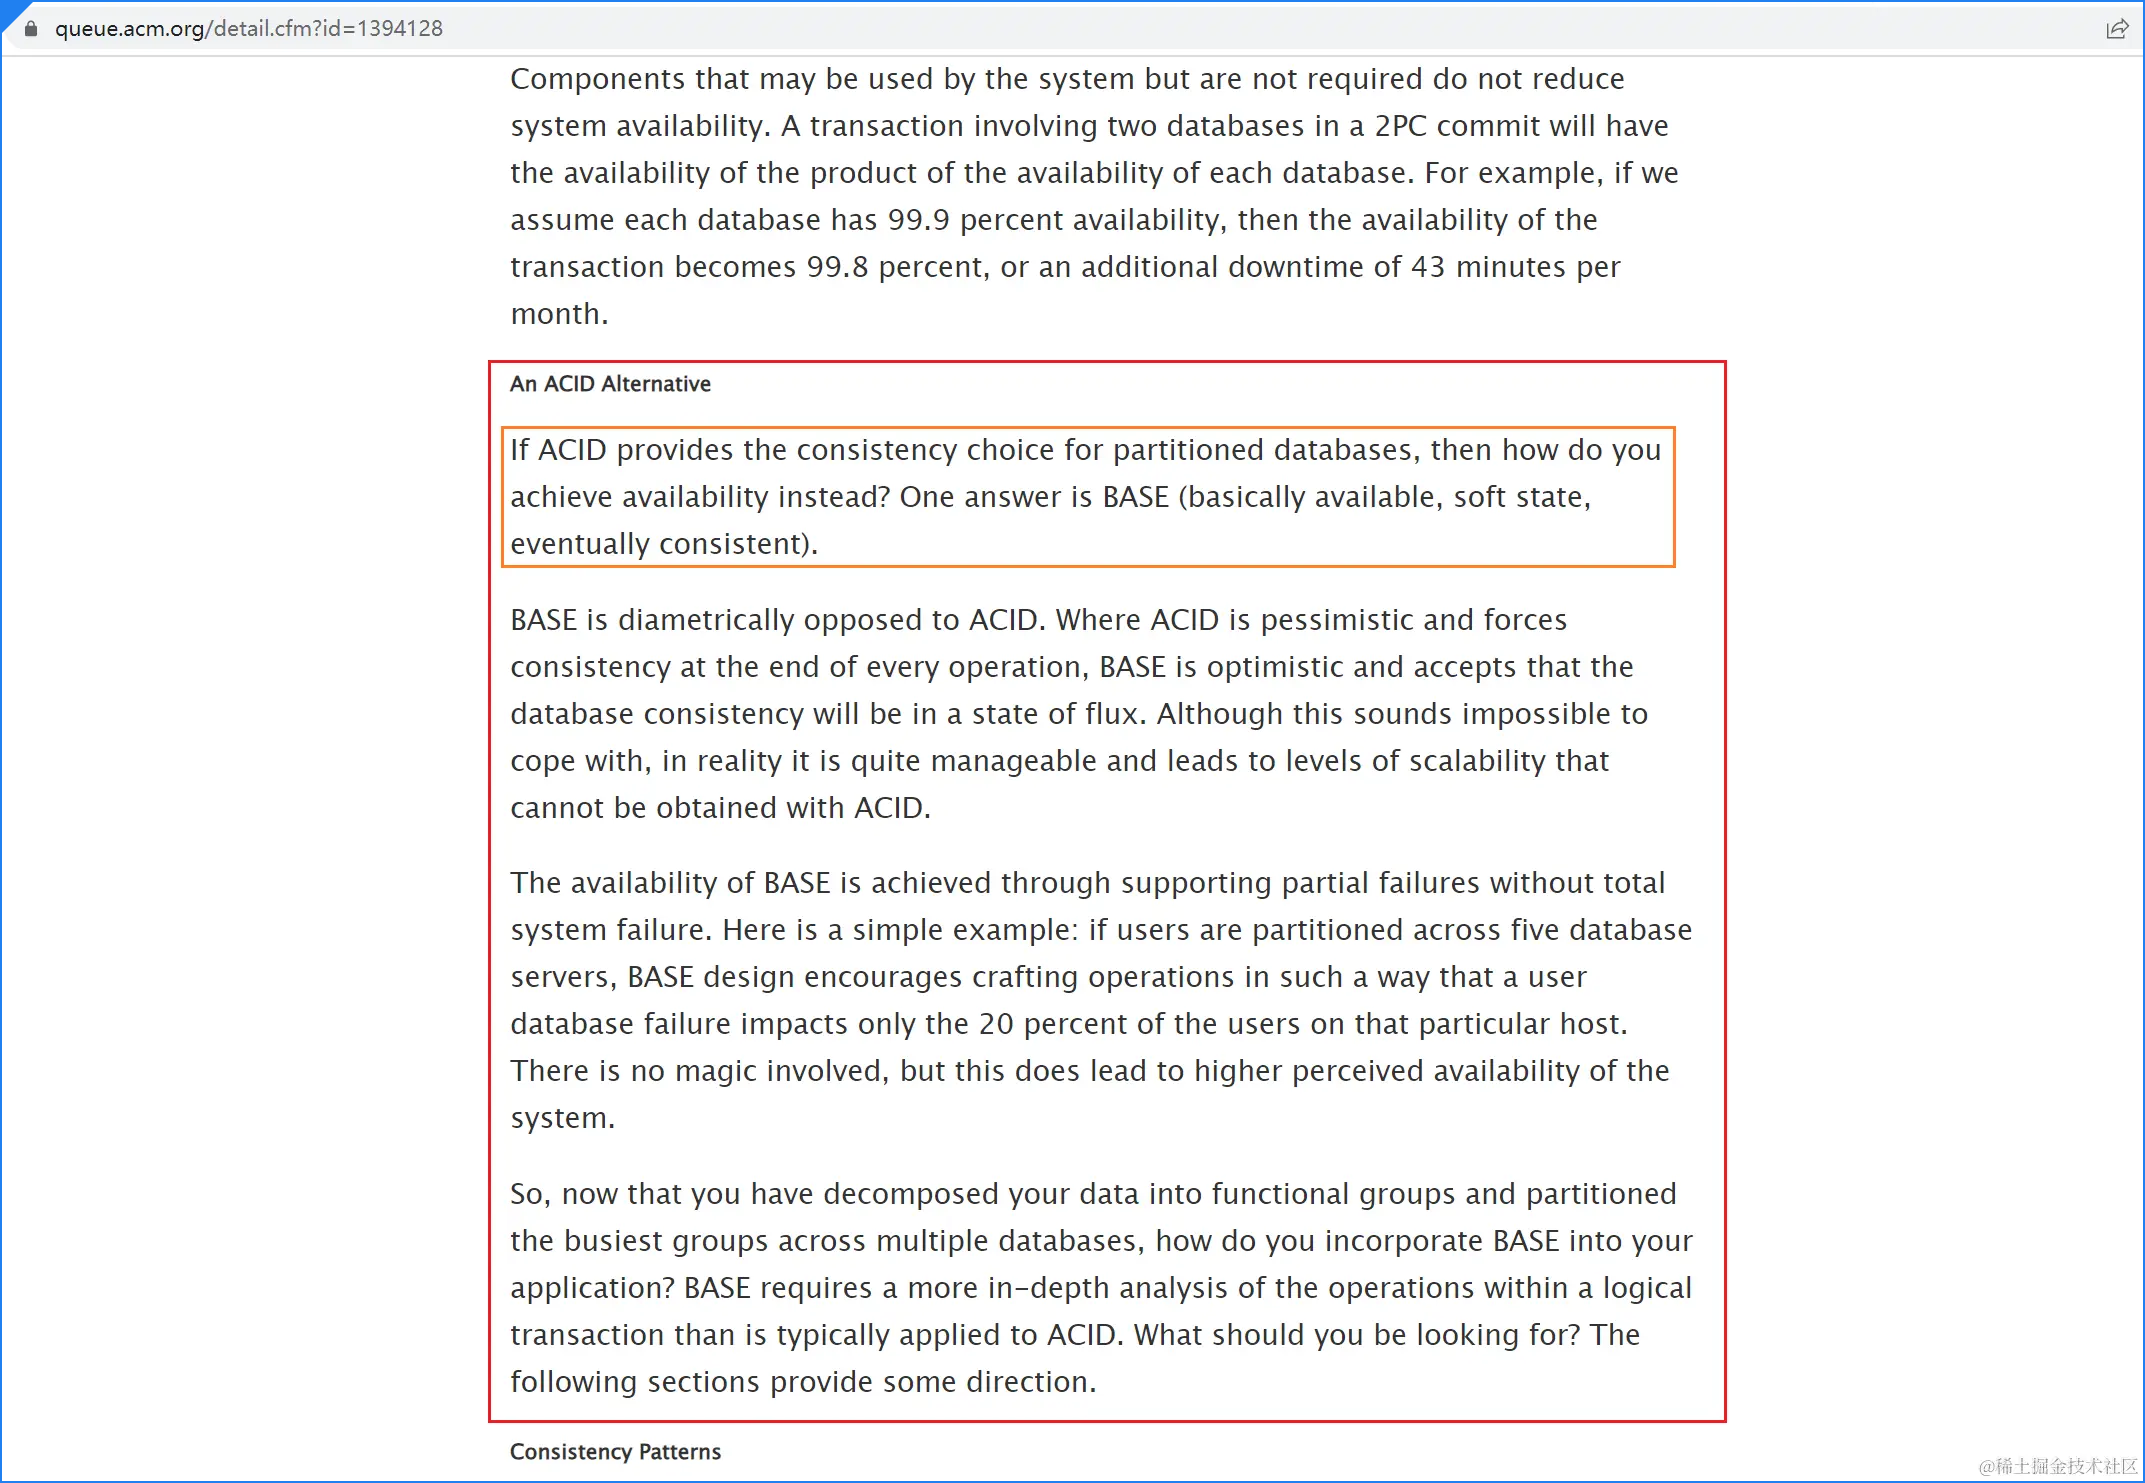 queue.acm.org/detail.cfm?id=1394128
Components that may be used by the system but are not required do not reduce
system availability. A transaction involving two databases in a 2PC commit will have
the availability of the product of the availability of each database. For example, if we
assume each database has 99.9 percent availability, then the availability of the
transaction becomes 99.8 percent, or an additional downtime of 43 minutes per
month.
An ACID Alternative
If ACID provides the consistency choice for partitioned databases, then how do you
achieve availability instead? One answer is BASE (basically available, soft state,
eventually consistent).
BASE is diametrically opposed to ACID. Where ACID is pessimistic and forces
consistency at the end of every operation, BASE is optimistic and accepts that the
database consistency will be in a state of flux. Although this sounds impossible to
cope with, in reality it is quite manageable and leads to levels of scalability that
cannot be obtained with ACID.
The availability of BASE is achieved through supporting partial failures without total
system failure. Here is a simple example: if users are partitioned across five database
servers, BASE design encourages crafting operations in such a way that a user
database failure impacts only the 20 percent of the users on that particular host.
There is no magic involved, but this does lead to higher perceived availability of the
system.
So, now that you have decomposed your data into functional groups and partitioned
the busiest groups across multiple databases, how do you incorporate BASE into your
application? BASE requires a more in-depth analysis of the operations within a logical
transaction than is typically applied to ACID. What should you be looking for? The
following sections provide some direction.
Consistency Patterns
@稀土掘金技术社区